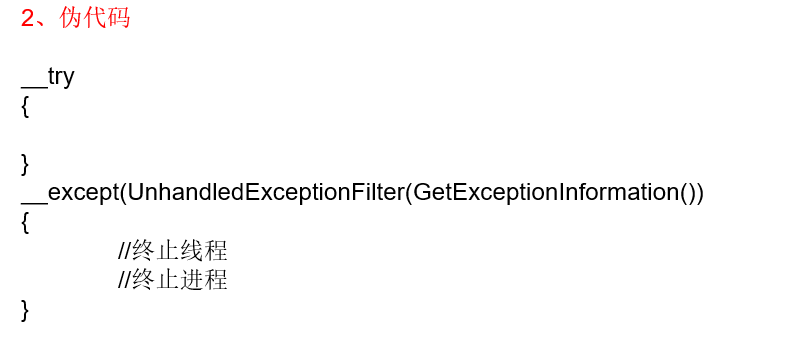 2、伪代码
__try
{
}
__except(UnhandledExceptionFilter(GetExceptionInformation())
{
//终止线程
//终止进程
}